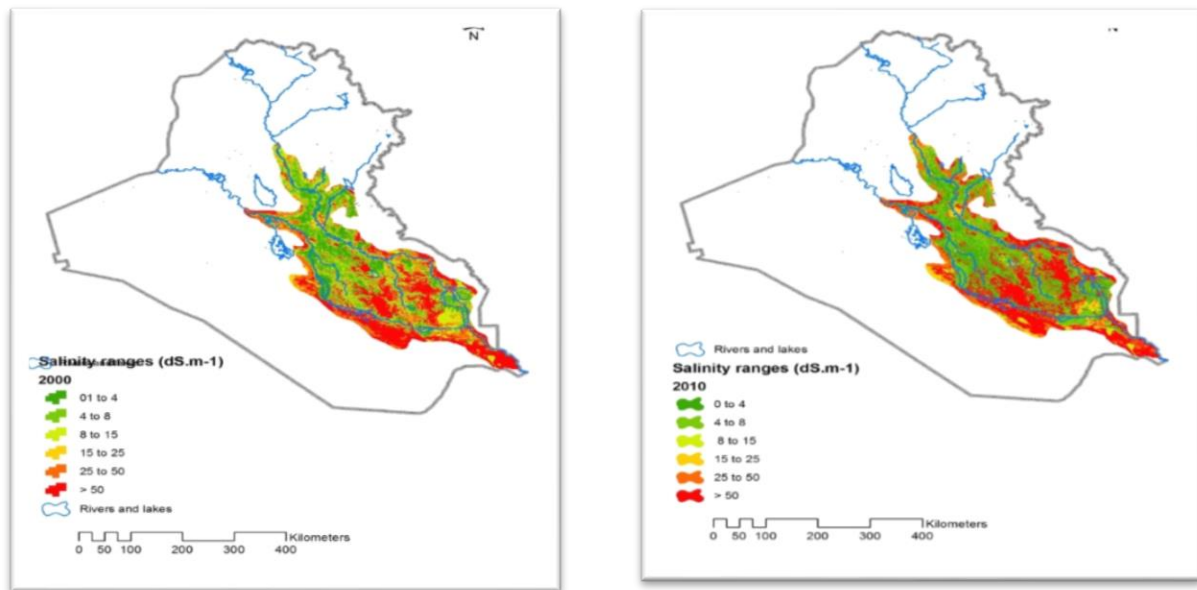 N
Salinity ranges (dS.m-1)
2000
01 to 4
4 to 8
8 to 15
15 to 25
25 to 50
> 50
Rivers and lakes
Kilometers
0 50 100 200 300 400
Rivers and lakes
Salinity ranges (dS.m-1)
2010
0 to 4
4 to 8
8 to 15
15 to 25
25 to 50
> 50
Kilometers
0 50 100 200 300 400